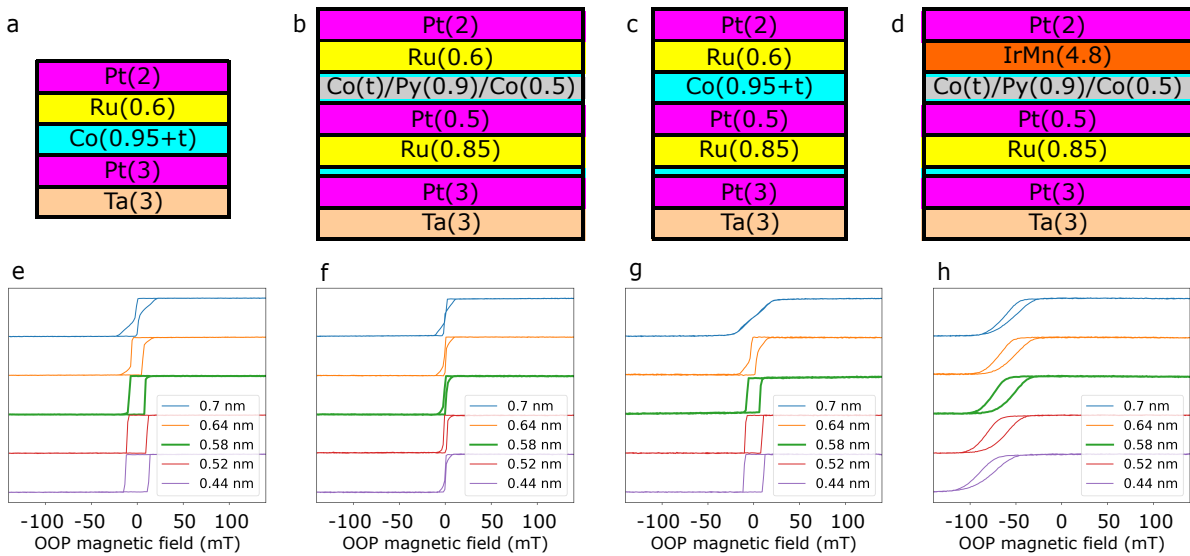 a
Pt(2)
Ru(0.6)
Co(0.95+t)
Pt(3)
Ta(3)
b
Pt(2)
Ru(0.6)
Co(t)/Py(0.9)/Co(0.5)
Pt(0.5)
Ru(0.85)
Pt(3)
Ta(3)
c
Pt(2)
Ru(0.6)
Co(0.95+t)
Pt(0.5)
Ru(0.85)
Pt(3)
Ta(3)
d
Pt(2)
IrMn(4.8)
Co(t)/Py(0.9)/Co(0.5)
Pt(0.5)
Ru(0.85)
Pt(3)
Ta(3)
e
0.7 nm
0.64 nm
0.58 nm
0.52 nm
0.44 nm
-100 -50 0 50 100
OOP magnetic field (mT)
f
0.7 nm
0.64 nm
0.58 nm
0.52 nm
0.44 nm
-100 -50 0 50 100
OOP magnetic field (mT)
g
0.7 nm
0.64 nm
0.58 nm
0.52 nm
0.44 nm
-100 -50 0 50 100
OOP magnetic field (mT)
h
0.7 nm
0.64 nm
0.58 nm
0.52 nm
0.44 nm
-100 -50 0 50 100
OOP magnetic field (mT)